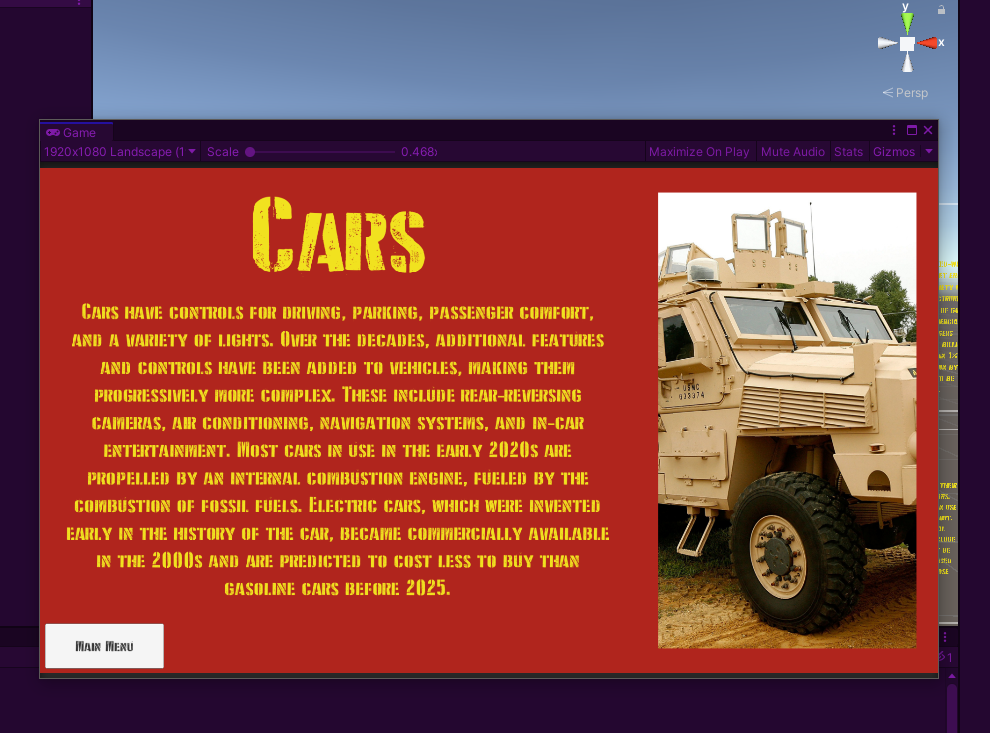 y
x
Persp
Game
1920x1080 Landscape (1
Scale
0.468x
Maximize On Play
Mute Audio
Stats
Gizmos
Cars
Cars have controls for driving, parking, passenger comfort,
and a variety of lights. Over the decades, additional features
and controls have been added to vehicles, making them
progressively more complex. These include rear-reversing
cameras, air conditioning, navigation systems, and in-car
entertainment. Most cars in use in the early 2020s are
propelled by an internal combustion engine, fueled by the
combustion of fossil fuels. Electric cars, which were invented
early in the history of the car, became commercially available
in the 2000s and are predicted to cost less to buy than
gasoline cars before 2025.
USMC
Main Menu
1